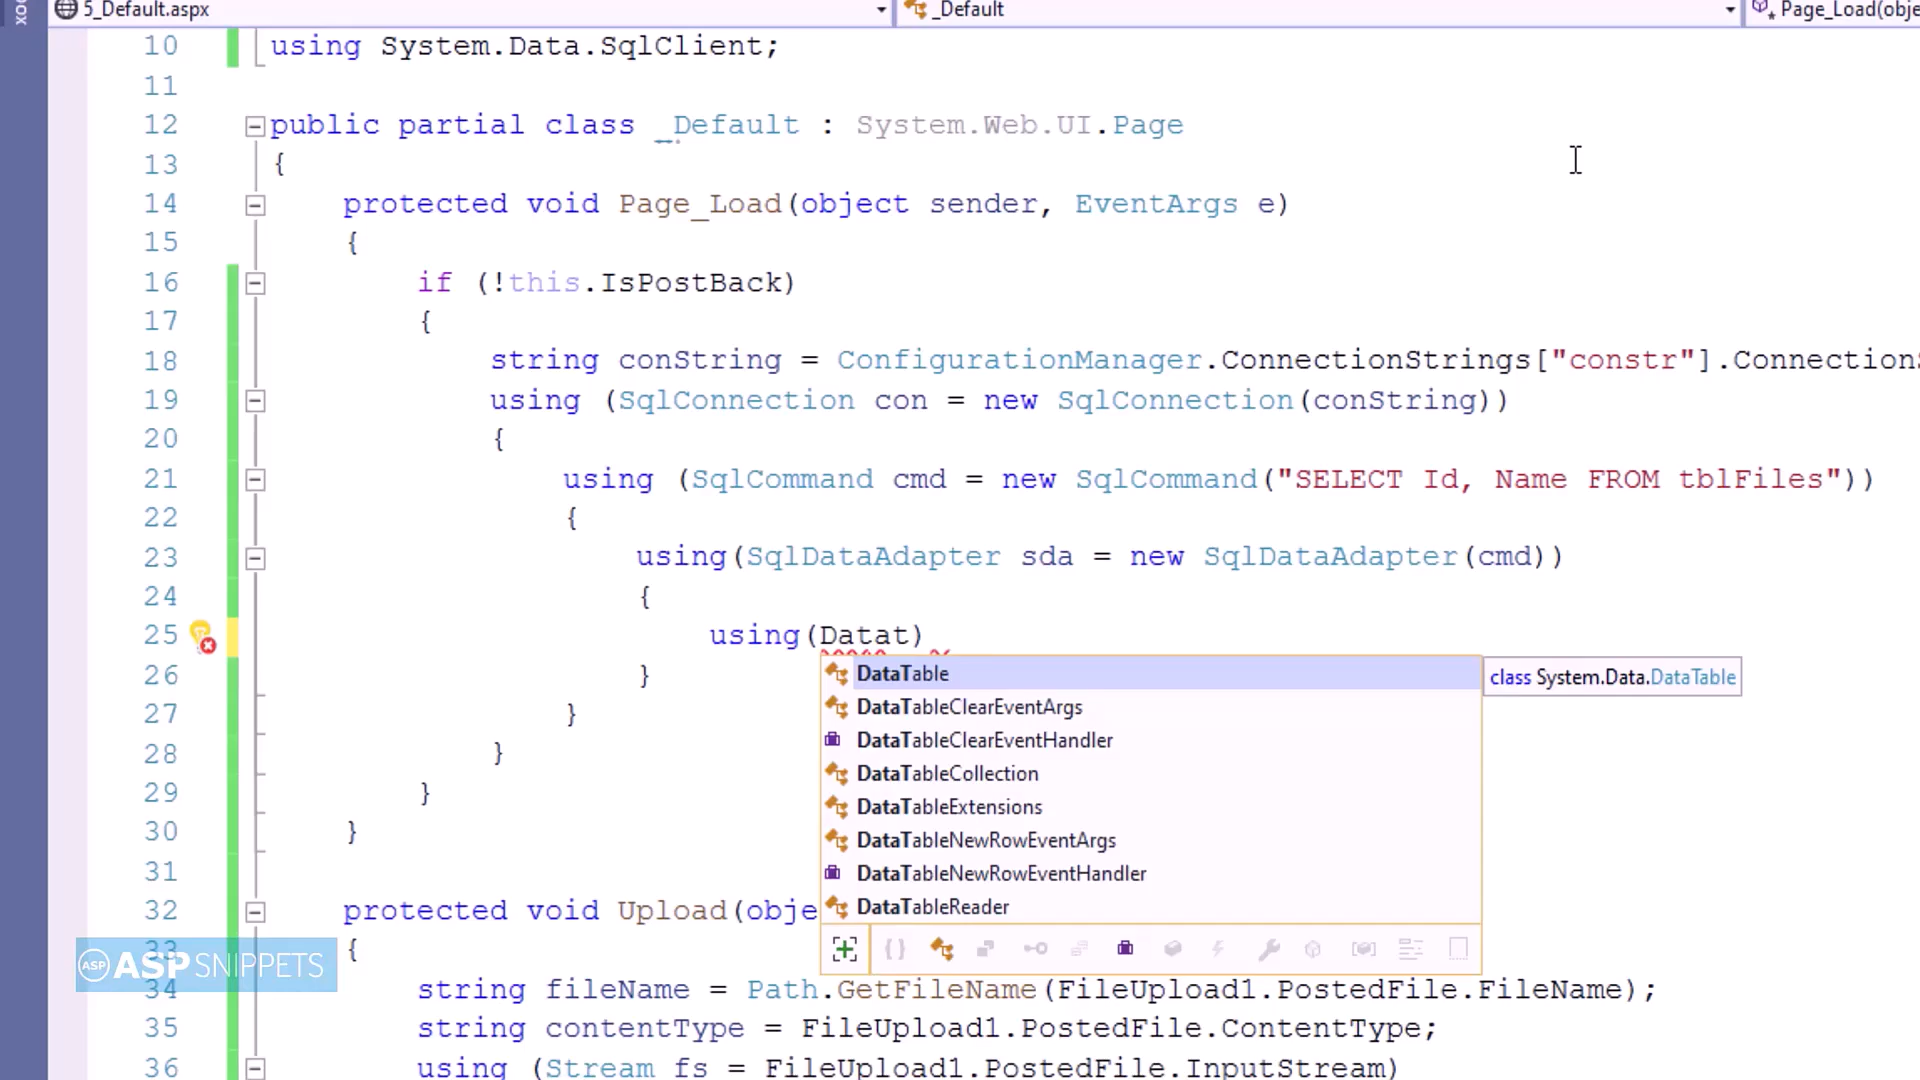 XO
5_Default.aspx
_Default
Page_Load(obje
10 using System.Data.SqlClient;
11
12 public partial class _Default : System.Web.UI.Page
13 {
14 protected void Page_Load(object sender, EventArgs e)
15 {
16 if (!this.IsPostBack)
17 {
18 string conString = ConfigurationManager.ConnectionStrings["constr"].ConnectionS
19 using (SqlConnection con = new SqlConnection(conString))
20 {
21 using (SqlCommand cmd = new SqlCommand("SELECT Id, Name FROM tblFiles"))
22 {
23 using(SqlDataAdapter sda = new SqlDataAdapter(cmd))
24 {
25 using(Datat)
26 }
27 }
28 }
29 }
30 }
31
32 protected void Upload(obje
33 {
34 string fileName = Path.GetFileName(FileUpload1.PostedFile.FileName);
35 string contentType = FileUpload1.PostedFile.ContentType;
36 using (Stream fs = FileUpload1.PostedFile.InputStream)
DataTable
DataTableClearEventArgs
DataTableClearEventHandler
DataTableCollection
DataTableExtensions
DataTableNewRowEventArgs
DataTableNewRowEventHandler
DataTableReader
class System.Data.DataTable
ASP ASPSNIPPETS